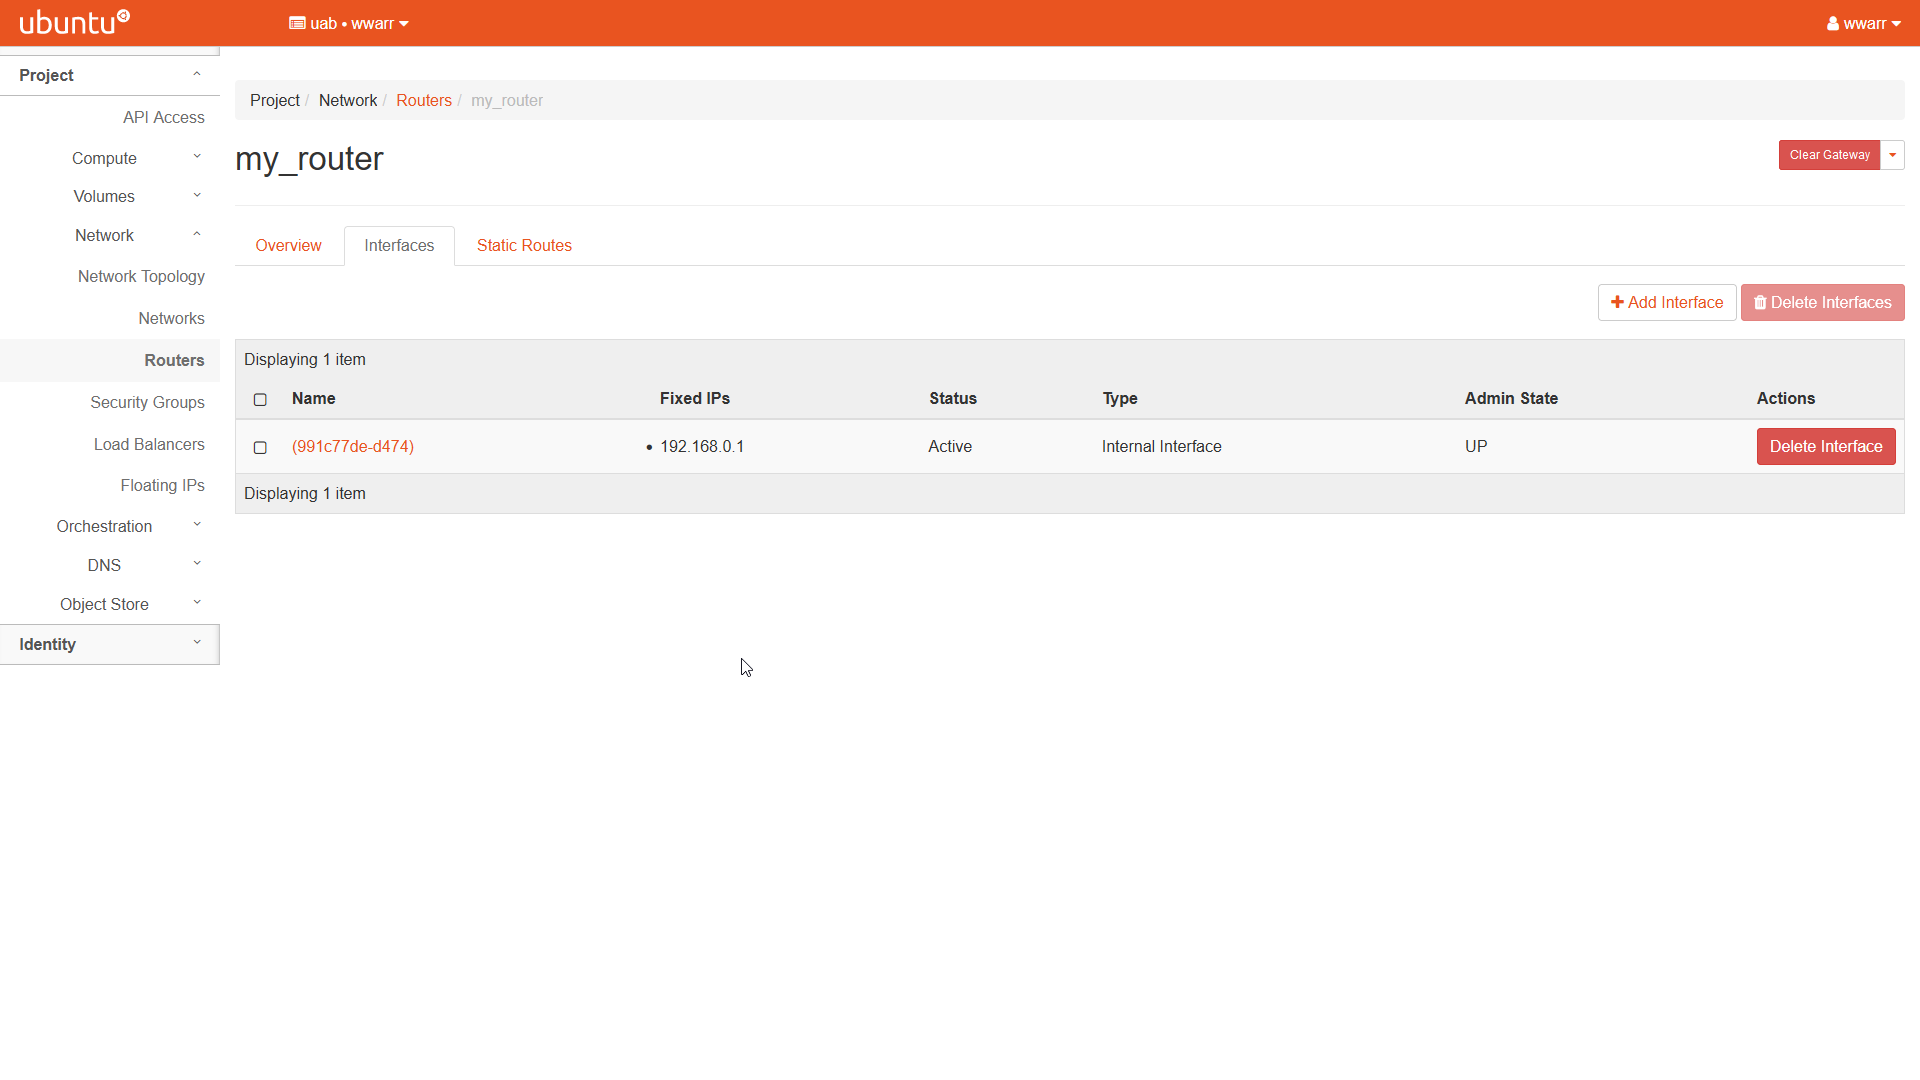 ubuntu
uab • wwarr
wwarr
Project
API Access
Compute
Volumes
Network
Network Topology
Networks
Routers
Security Groups
Load Balancers
Floating IPs
Orchestration
DNS
Object Store
Identity
Project / Network / Routers / my_router
my_router
Clear Gateway
Overview Interfaces Static Routes
Add Interface Delete Interfaces
Displaying 1 item
Name Fixed IPs Status Type Admin State Actions
(991c77de-d474) • 192.168.0.1 Active Internal Interface UP Delete Interface
Displaying 1 item